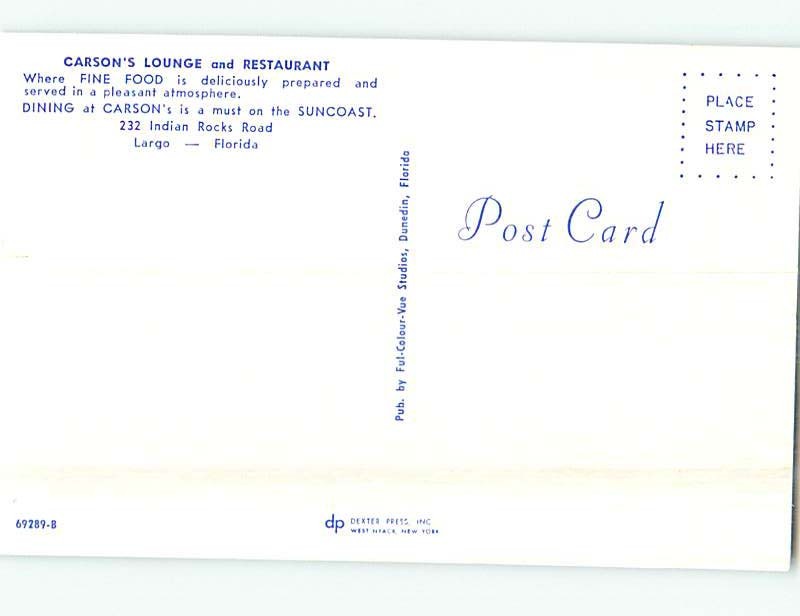 CARSON'S LOUNGE and RESTAURANT
Where FINE FOOD is deliciously prepared and
served in a pleasant atmosphere.
DINING at CARSON's is a must on the SUNCOAST.
232 Indian Rocks Road
Largo — Florida
PLACE
STAMP
HERE
Post Card
Pub. by Ful-Colour-Vue Studios, Dunedin, Florida
69289-B
dp DEXTER PRESS, INC
WEST NYACK, NEW YORK